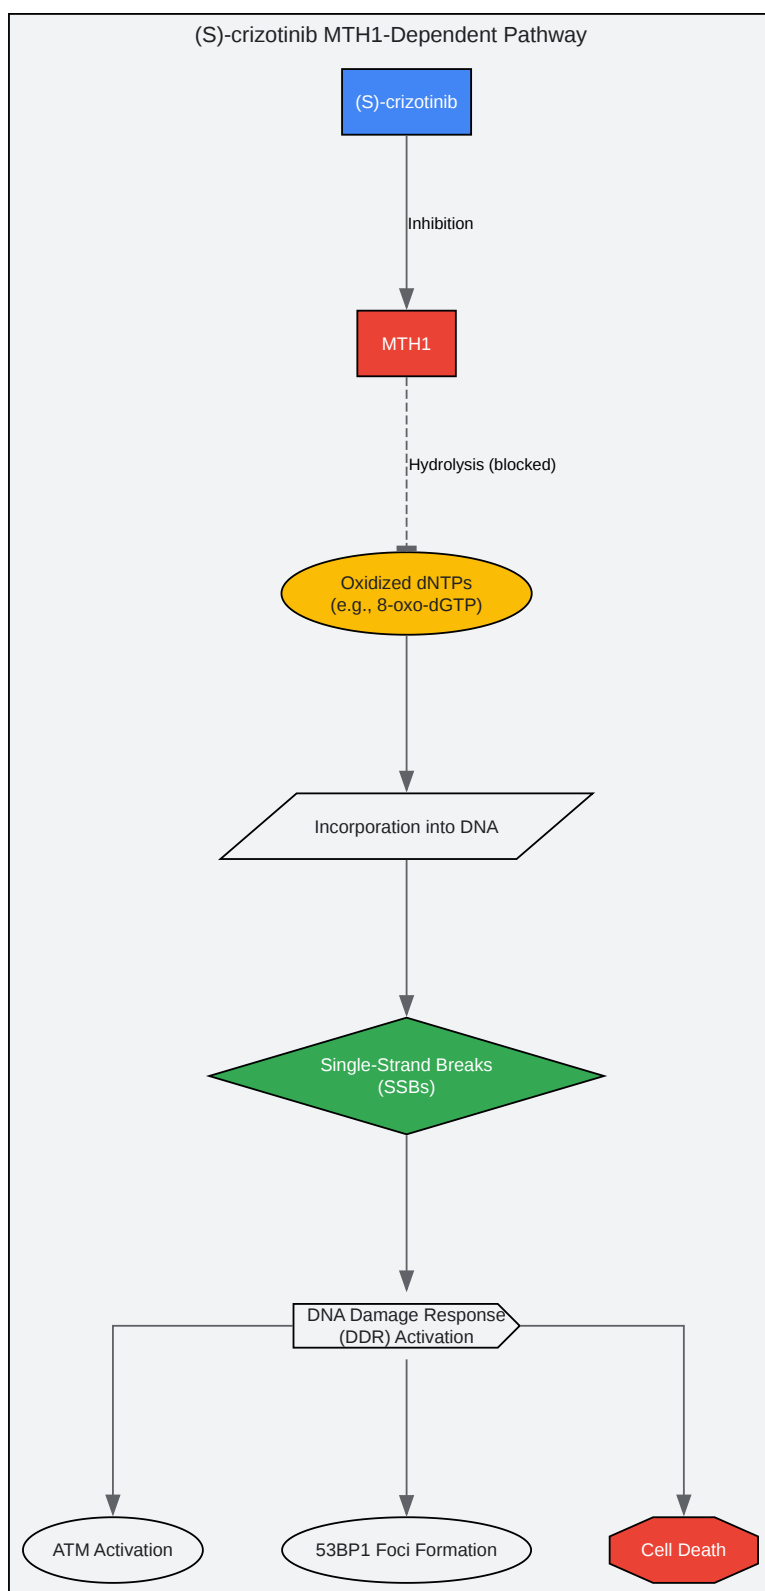 (S)-crizotinib MTH1-Dependent Pathway
(S)-crizotinib
Inhibition
MTH1
Hydrolysis (blocked)
Oxidized dNTPs
(e.g., 8-oxo-dGTP)
Incorporation into DNA
Single-Strand Breaks
(SSBs)
DNA Damage Response
(DDR) Activation
ATM Activation
53BP1 Foci Formation
Cell Death